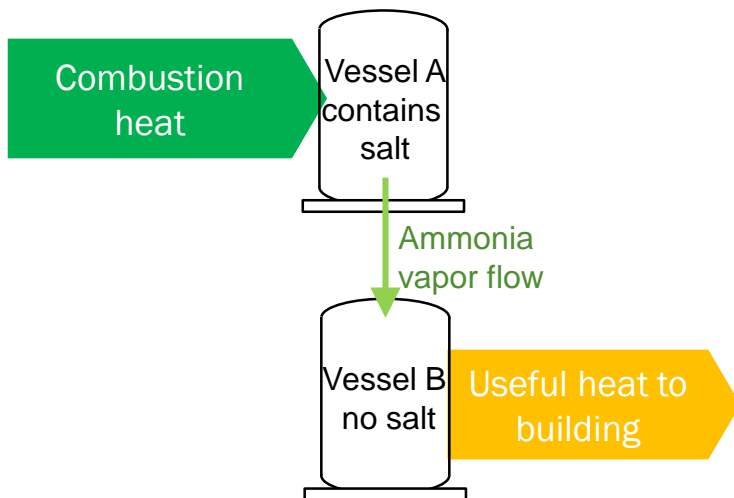 Combustion
heat
Vessel A
contains
salt
Ammonia
vapor flow
Vessel B
no salt
Useful heat to
building